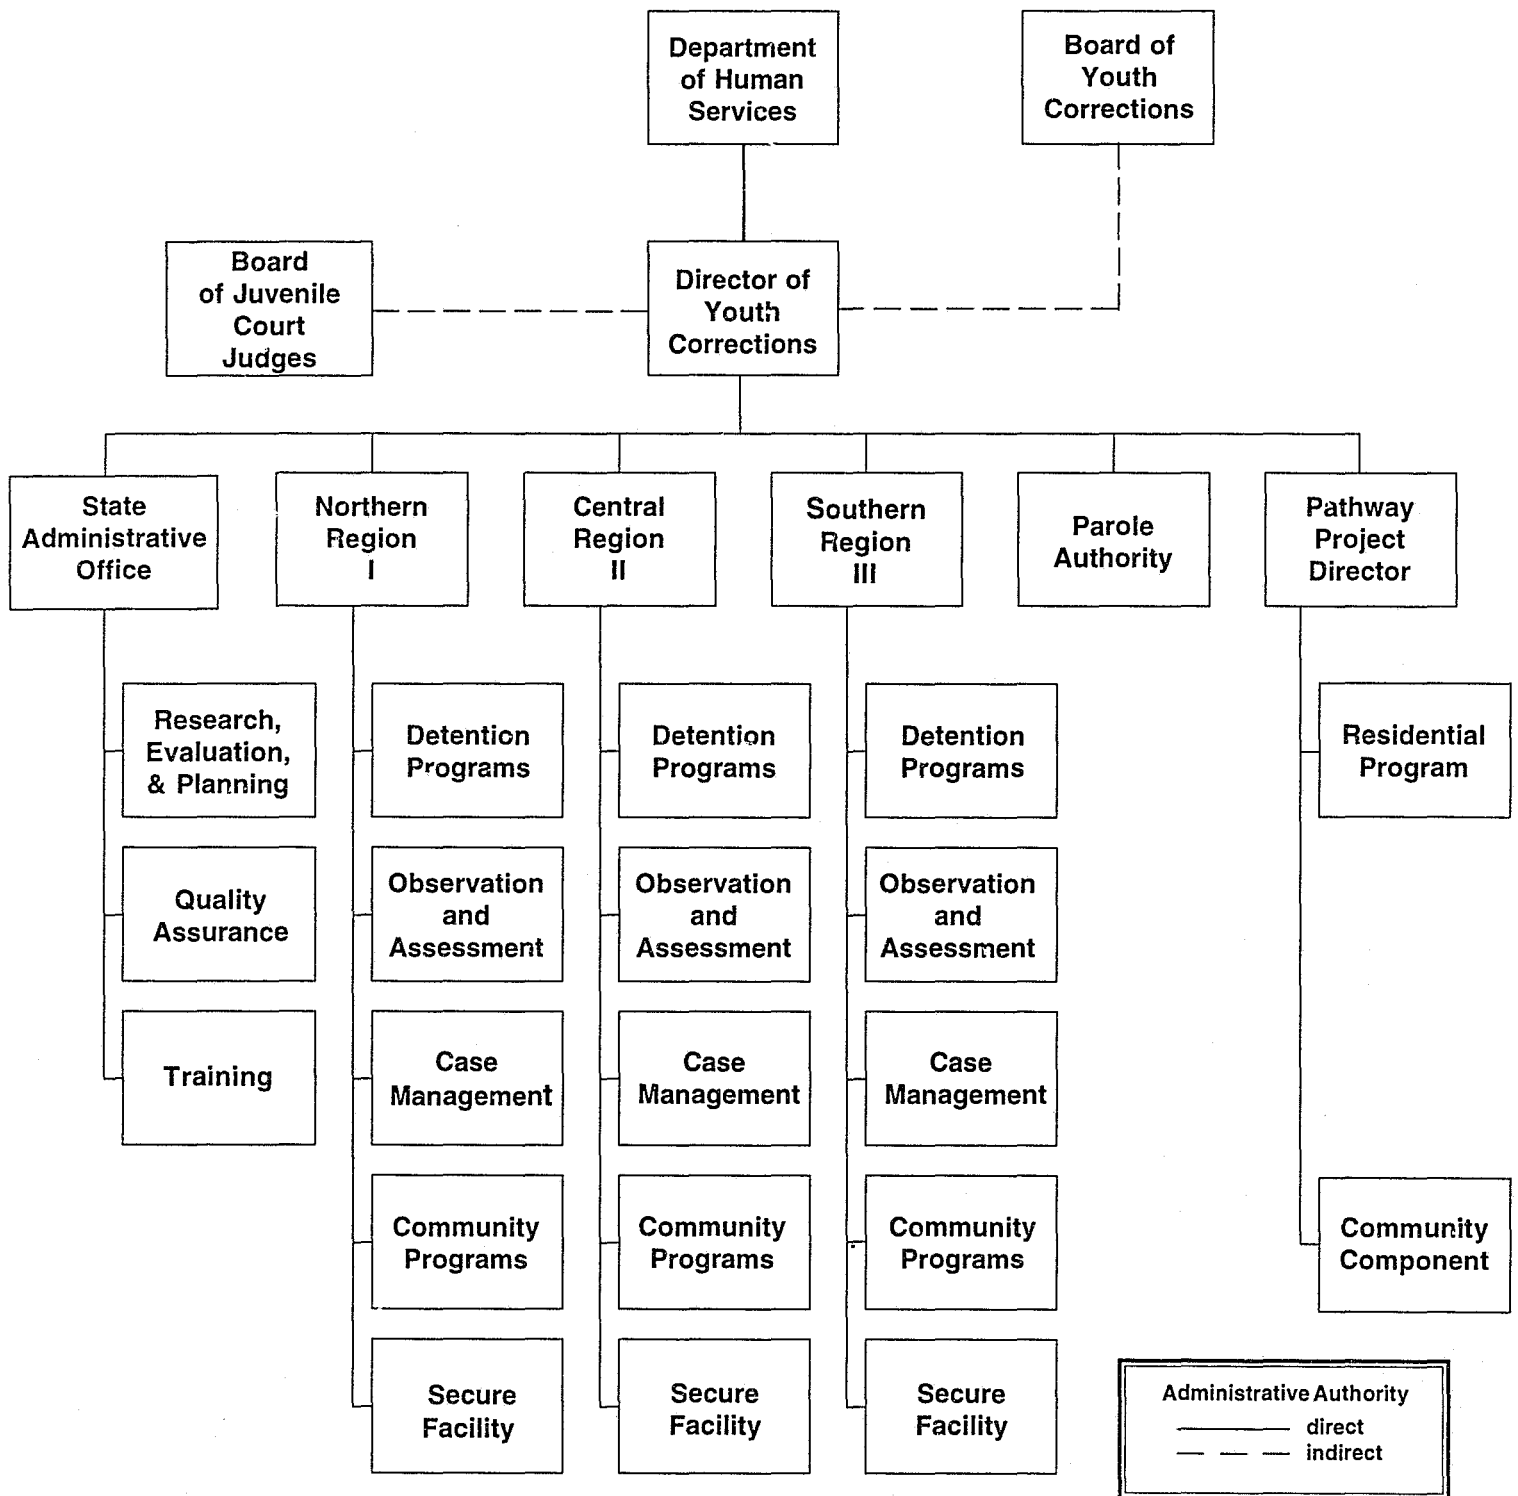 Department
of Human
Services
Board of
Youth
Corrections
Board
of Juvenile
Court
Judges
Director of
Youth
Corrections
State
Administrative
Office
Northern
Region
I
Central
Region
II
Southern
Region
III
Parole
Authority
Pathway
Project
Director
Research,
Evaluation,
& Planning
Detention
Programs
Detention
Programs
Detention
Programs
Residential
Program
Quality
Assurance
Observation
and
Assessment
Observation
and
Assessment
Observation
and
Assessment
Training
Case
Management
Case
Management
Case
Management
Community
Programs
Community
Programs
Community
Programs
Community
Component
Secure
Facility
Secure
Facility
Secure
Facility
Administrative Authority
direct
indirect